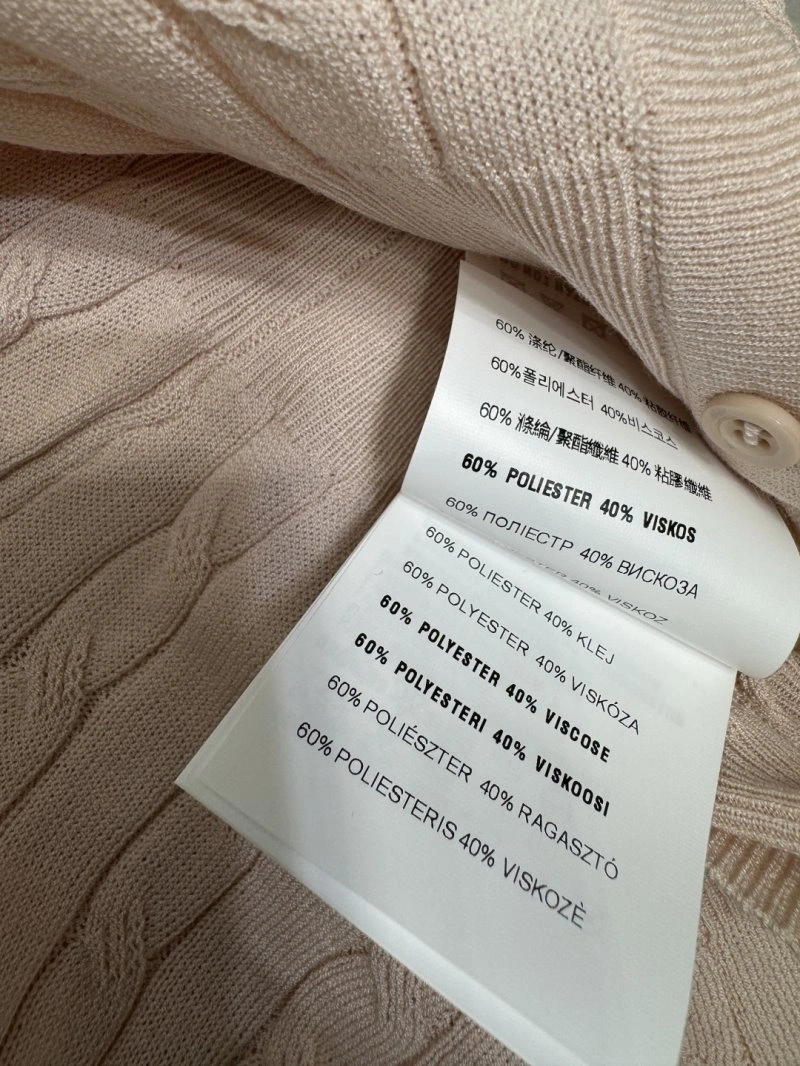 60% 涤纶/聚酯纤维 40% 粘胶纤维
60%폴리에스터 40%비스코스
60% 滌綸/聚酯纖維 40% 粘膠纖維
60% POLIESTER 40% VISKOS
60% ПОЛІЕСТР 40% ВИСКОЗА
40% VISKOZ
60% POLIESTER 40% KLEJ
60% POLYESTER 40% VISKÓZA
60% POLYESTER 40% VISCOSE
60% POLYESTERI 40% VISKOOSI
60% POLIÉSZTER 40% RAGASZTÓ
60% POLIESTERIS 40% VISKOZĖ